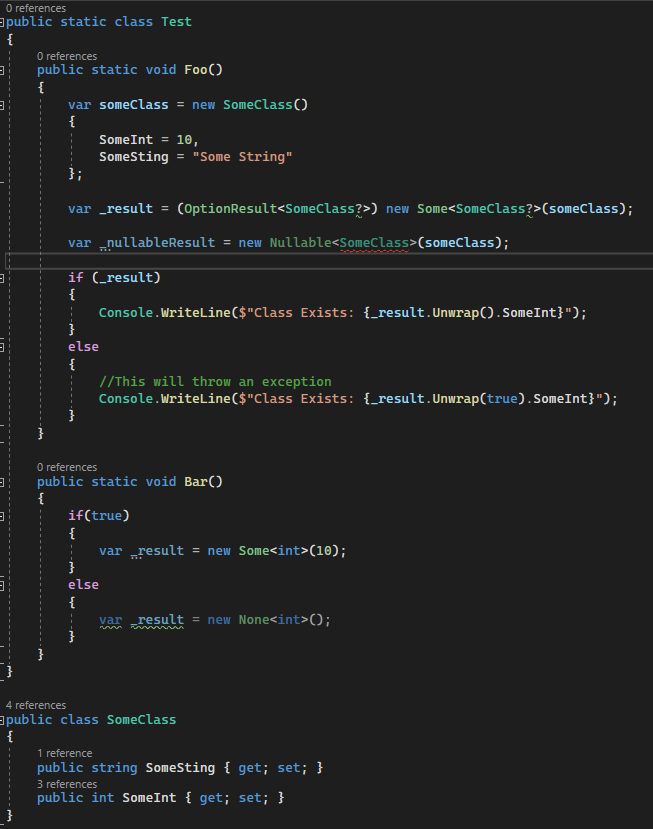 0 references
public static class Test
{
0 references
public static void Foo()
{
var someClass = new SomeClass()
{
SomeInt = 10,
SomeSting = "Some String"
};
var _result = (OptionResult<SomeClass?>) new Some<SomeClass?>(someClass);
var _nullableResult = new Nullable<SomeClass>(someClass);
if (_result)
{
Console.WriteLine($"Class Exists: {_result.Unwrap().SomeInt}");
}
else
{
//This will throw an exception
Console.WriteLine($"Class Exists: {_result.Unwrap(true).SomeInt}");
}
}
0 references
public static void Bar()
{
if(true)
{
var _result = new Some<int>(10);
}
else
{
var _result = new None<int>();
}
}
}
4 references
public class SomeClass
{
1 reference
public string SomeSting { get; set; }
3 references
public int SomeInt { get; set; }
}